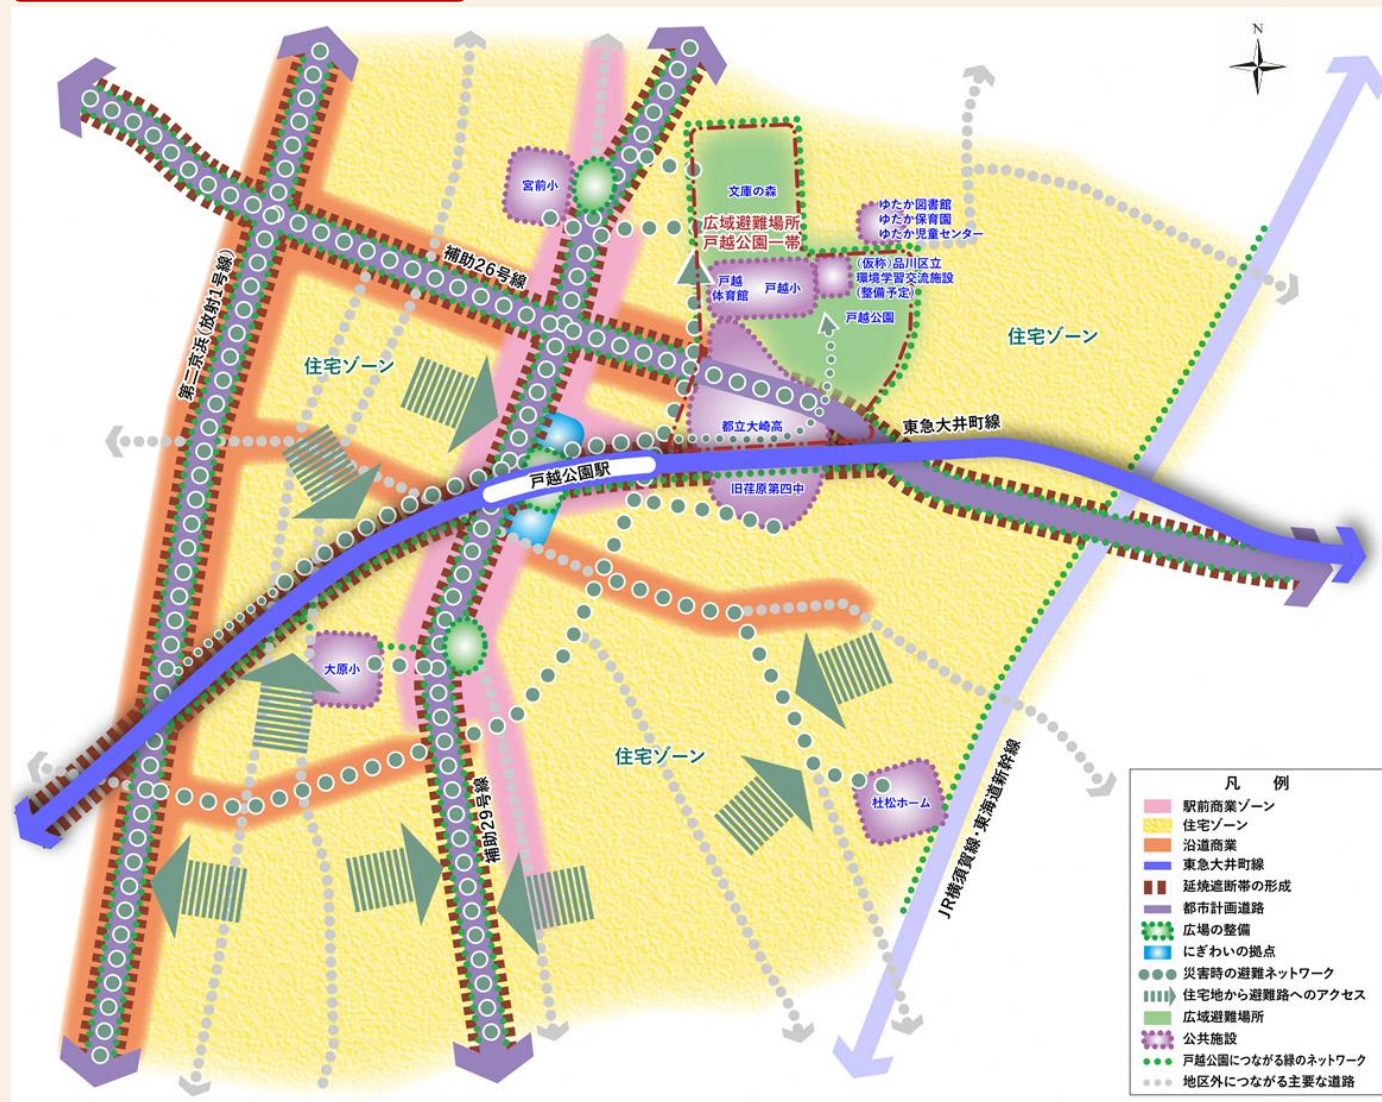 N
宮前小
文庫の森
広域避難場所
戸越公園一帯
ゆたか図書館
ゆたか保育園
ゆたか児童センター
戸越
体育館
戸越小
(仮称)品川区立
環境学習交流施設
(整備予定)
戸越公園
補助26号線
第二京浜(放射1号線)
住宅ゾーン
住宅ゾーン
都立大崎高
東急大井町線
戸越公園駅
旧荏原第四中
大原小
住宅ゾーン
補助29号線
杜松ホーム
JR横須賀線・東海道新幹線
凡　例
駅前商業ゾーン
住宅ゾーン
沿道商業
東急大井町線
延焼遮断帯の形成
都市計画道路
広場の整備
にぎわいの拠点
災害時の避難ネットワーク
住宅地から避難路へのアクセス
広域避難場所
公共施設
戸越公園につながる緑のネットワーク
地区外につながる主要な道路